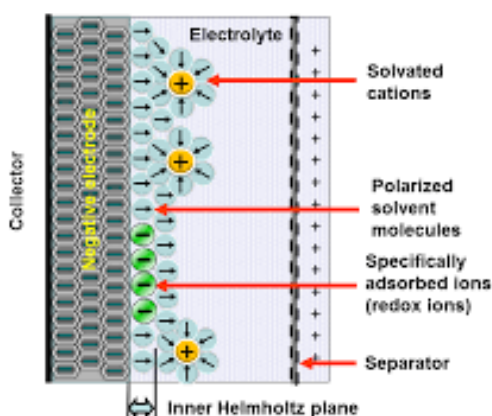 Electrolyte
Solvated
cations
Collector
Negative electrode
Polarized
solvent
molecules
Specifically
adsorbed ions
(redox ions)
Separator
Inner Helmholtz plane